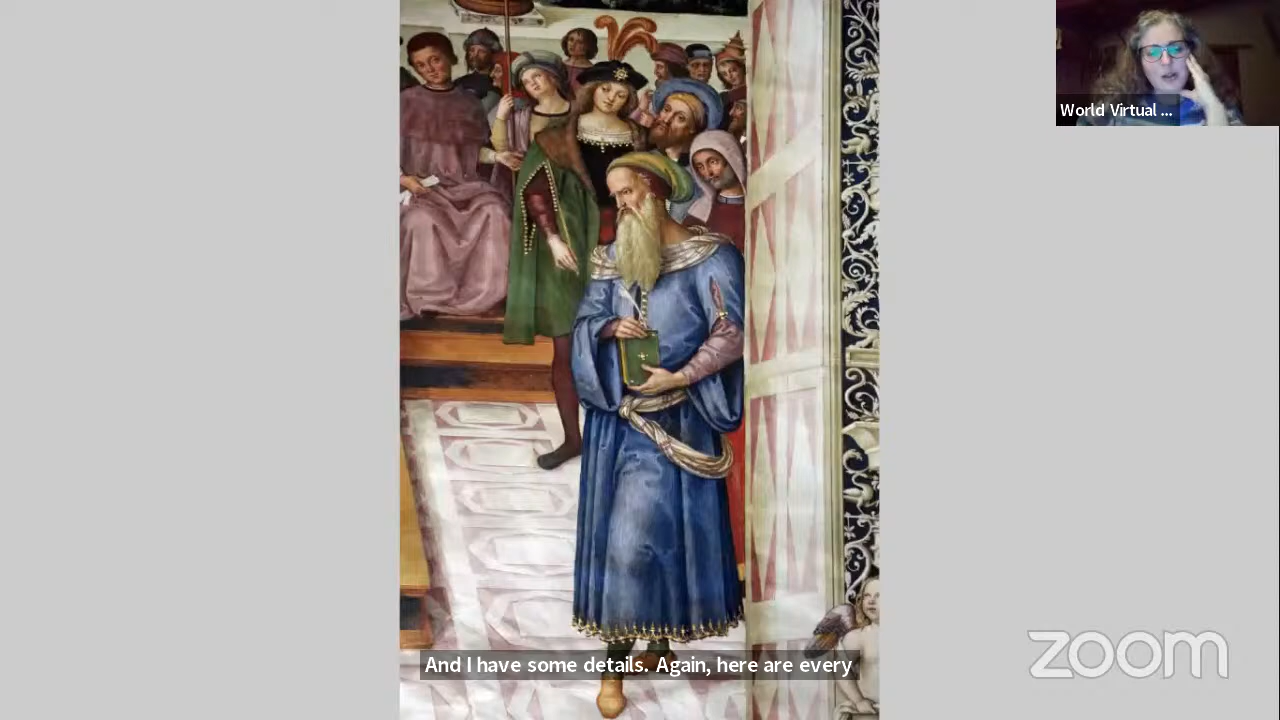 World Virtual ...
And I have some details. Again, here are every
zoom